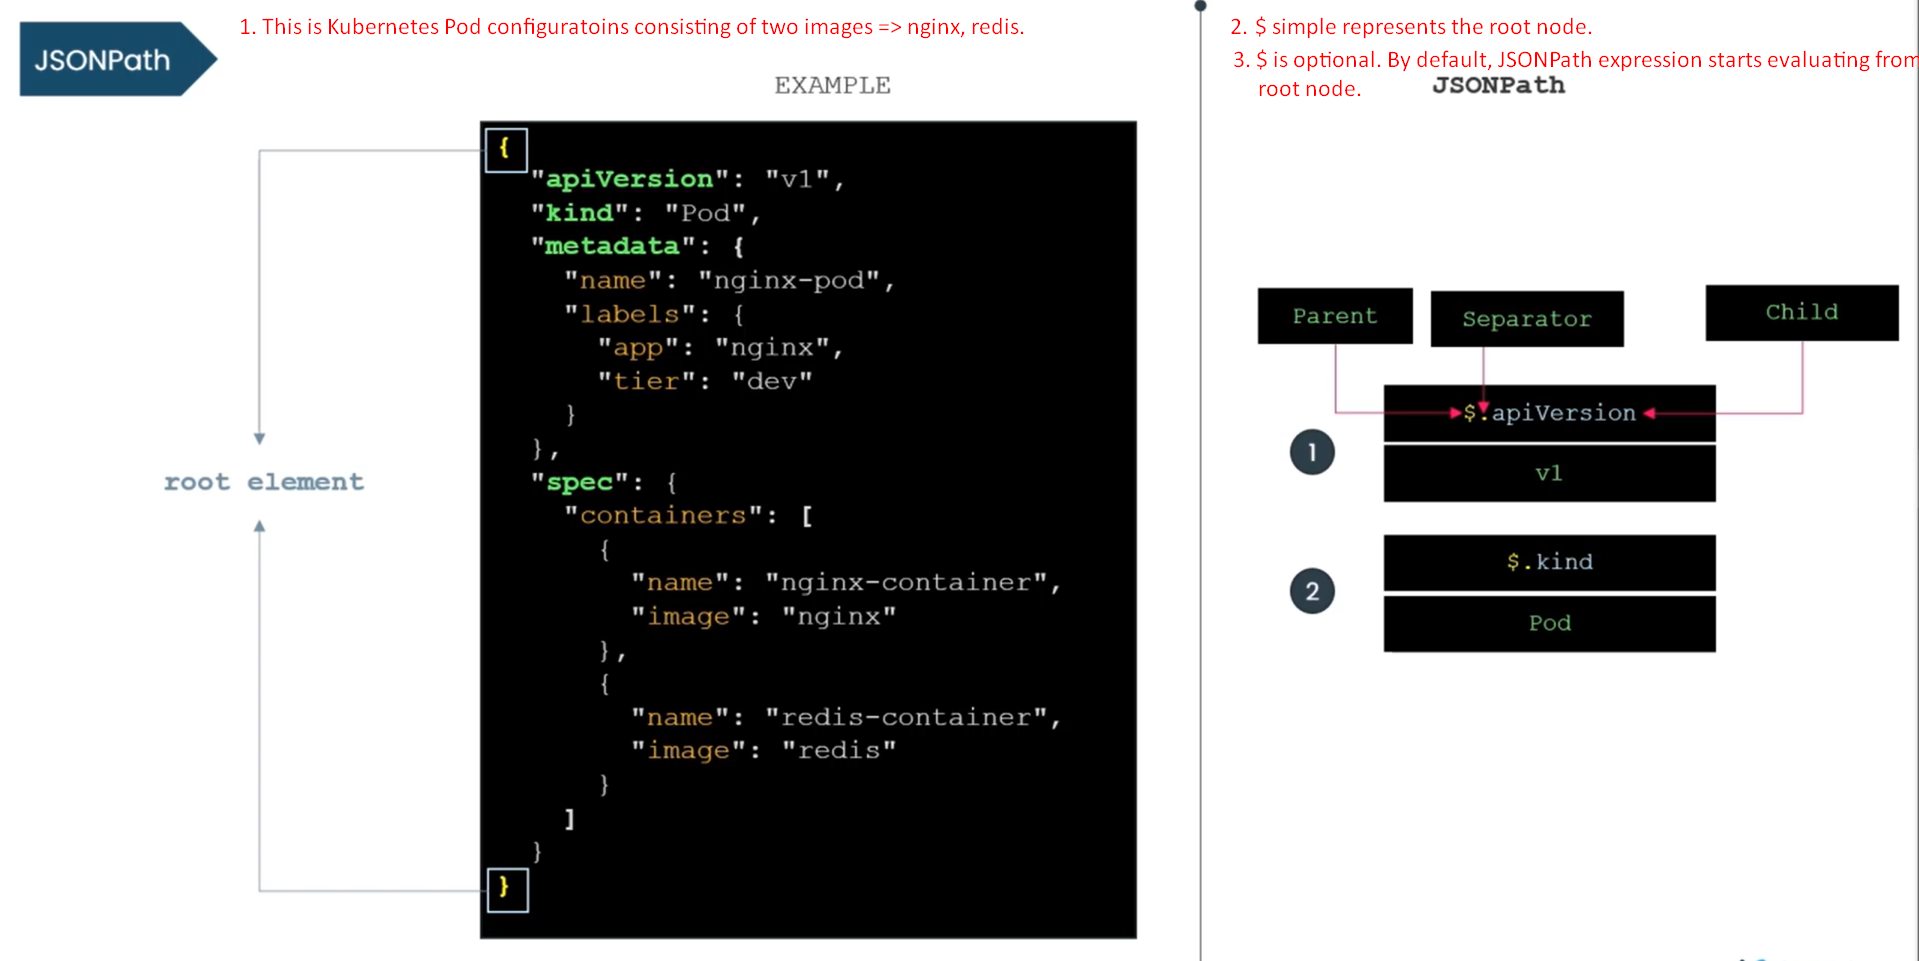 JSONPath
1. This is Kubernetes Pod configuratoins consisting of two images => nginx, redis.
EXAMPLE
{
"apiVersion": "v1",
"kind": "Pod",
"metadata": {
"name": "nginx-pod",
"labels": {
"app": "nginx",
"tier": "dev"
}
},
"spec": {
"containers": [
{
"name": "nginx-container",
"image": "nginx"
},
{
"name": "redis-container",
"image": "redis"
}
]
}
}
root element
2. $ simple represents the root node.
3. $ is optional. By default, JSONPath expression starts evaluating from
root node.
JSONPath
Parent
Separator
Child
1
$.apiVersion
v1
2
$.kind
Pod